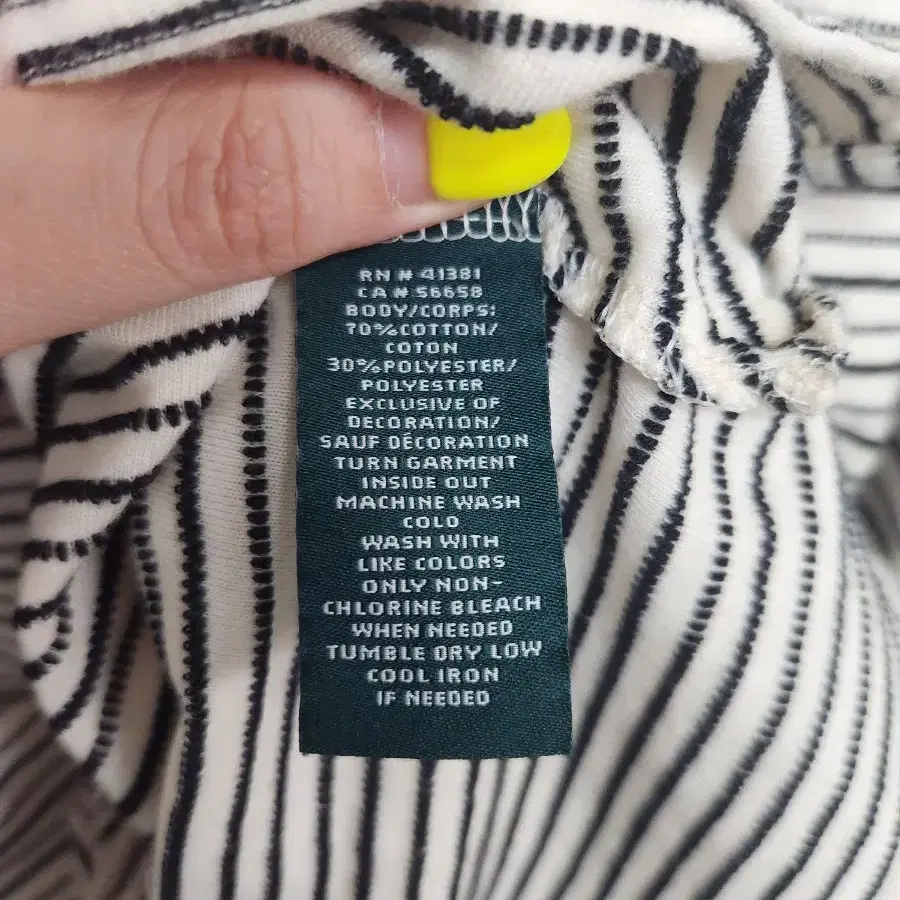 RN # 41381
CA # 56658
BODY/CORPS:
70%COTTON/
COTON
30%POLYESTER/
POLYESTER
EXCLUSIVE OF
DECORATION/
SAUF DÉCORATION
TURN GARMENT
INSIDE OUT
MACHINE WASH
COLD
WASH WITH
LIKE COLORS
ONLY NON-
CHLORINE BLEACH
WHEN NEEDED
TUMBLE DRY LOW
COOL IRON
IF NEEDED